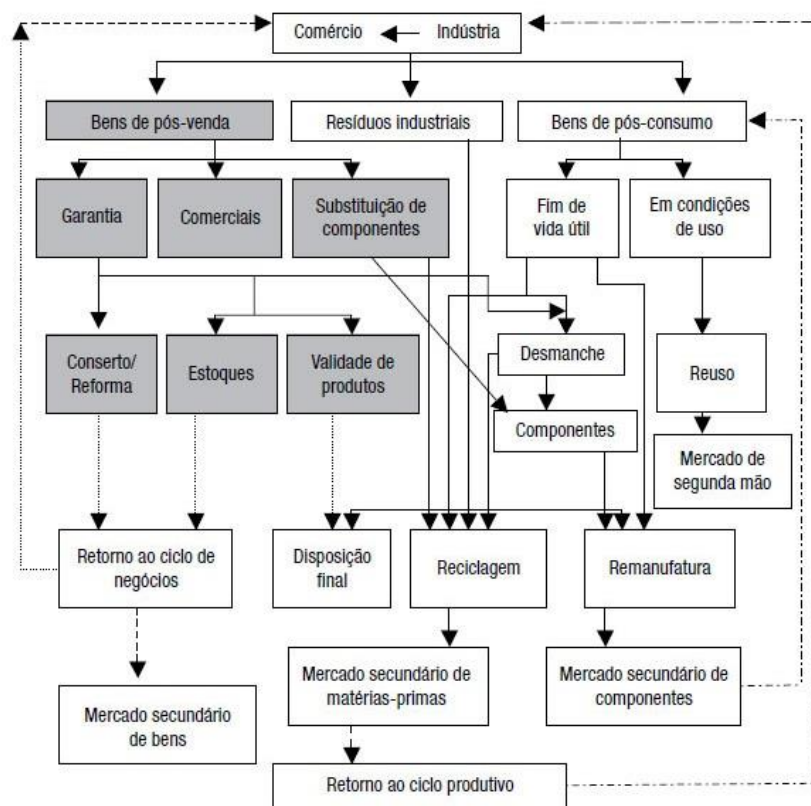 Comércio Indústria
Bens de pós-venda
Resíduos industriais
Bens de pós-consumo
Garantia
Comerciais
Substituição de
componentes
Fim de
vida útil
Em condições
de uso
Conserto/
Reforma
Estoques
Validade de
produtos
Desmanche
Reuso
Componentes
Mercado de
segunda mão
Retorno ao ciclo de
negócios
Disposição
final
Reciclagem
Remanufatura
Mercado secundário
de bens
Mercado secundário de
matérias-primas
Mercado secundário de
componentes
Retorno ao ciclo produtivo